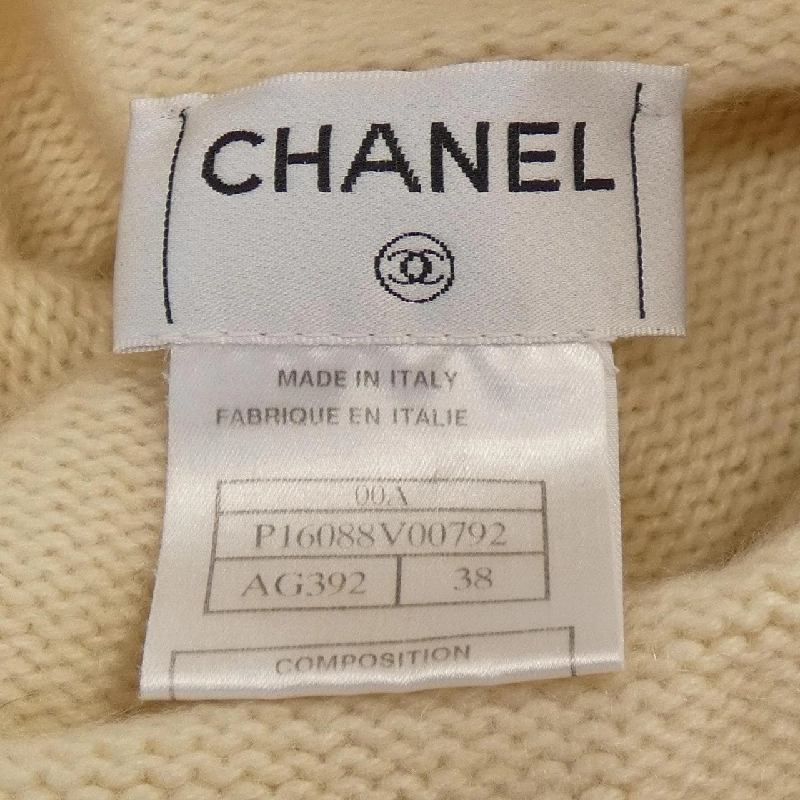 CHANEL
MADE IN ITALY
FABRIQUE EN ITALIE
00A
P16088V00792
AG392 38
COMPOSITION